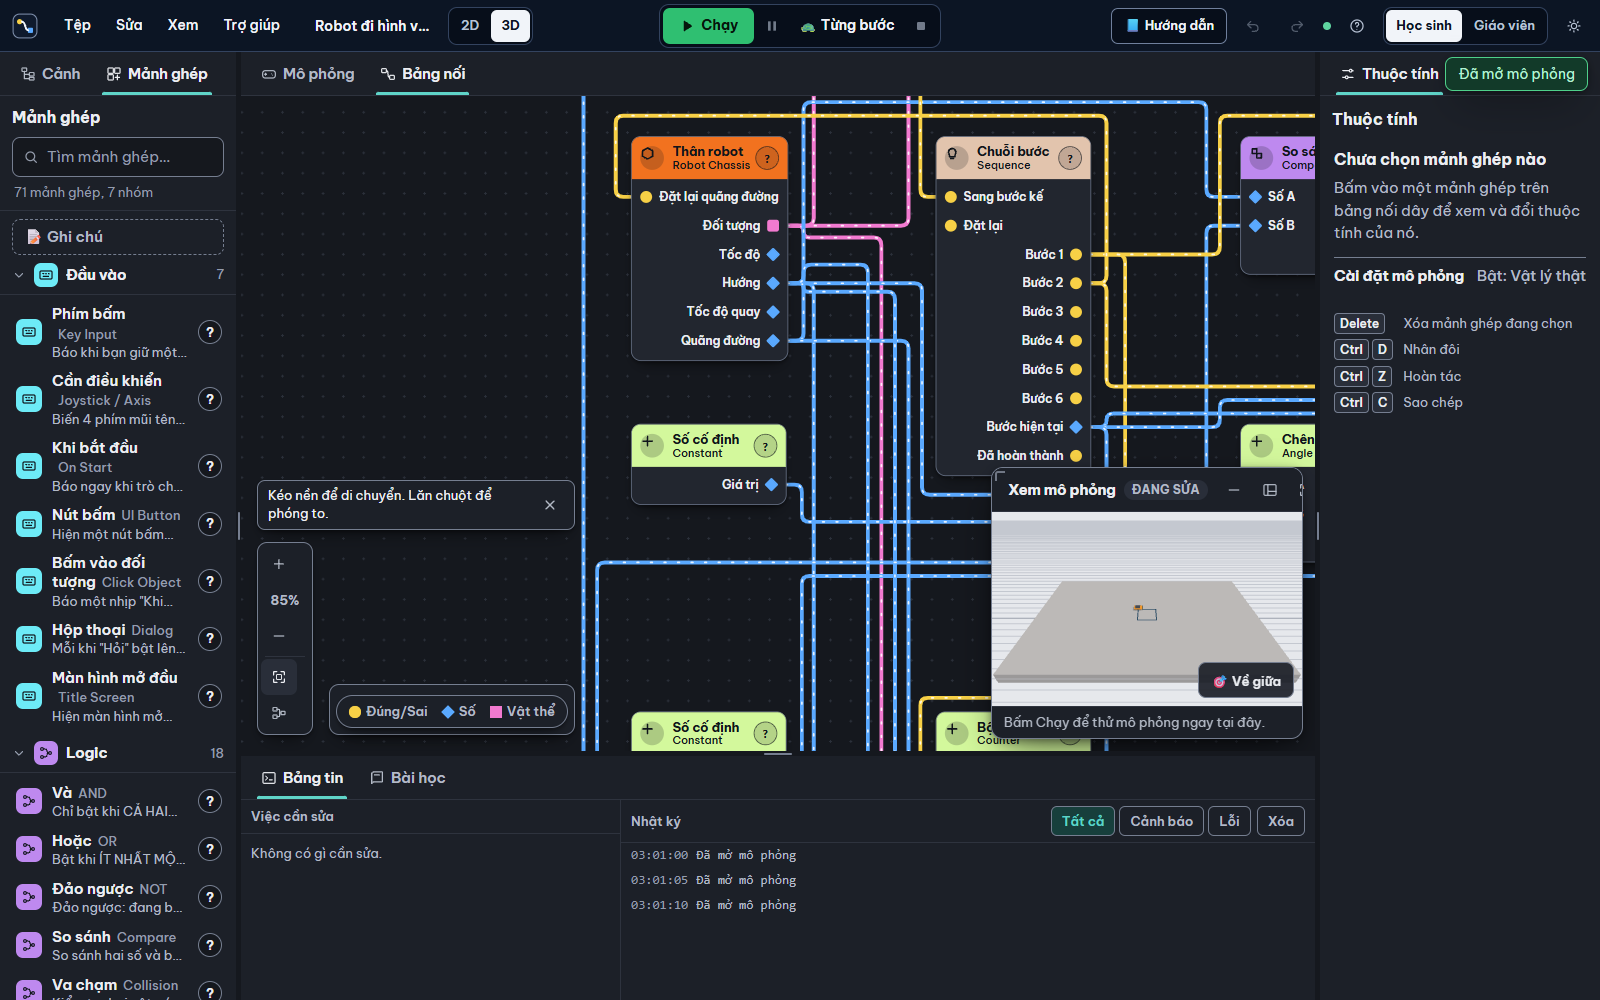 Tệp
Sửa
Xem
Trợ giúp
Robot đi hình v...
2D
3D
Chạy
Từng bước
Hướng dẫn
Học sinh
Giáo viên
Cảnh
Mảnh ghép
Mô phỏng
Bảng nối
Thuộc tính
Đã mở mô phỏng
Mảnh ghép
Tìm mảnh ghép...
71 mảnh ghép, 7 nhóm
Ghi chú
Đầu vào
7
Phím bấm
Key Input
Báo khi bạn giữ một...
?
Cần điều khiển
Joystick / Axis
Biến 4 phím mũi tên...
?
Khi bắt đầu
On Start
Báo ngay khi trò ch...
?
Nút bấm UI Button
Hiện một nút bấm...
?
Bấm vào đối
tượng Click Object
Báo một nhịp "Khi...
?
Hộp thoại Dialog
Mỗi khi "Hỏi" bật lên...
?
Màn hình mở đầu
Title Screen
Hiện màn hình mở...
?
Logic
18
Và AND
Chỉ bật khi CẢ HAI...
?
Hoặc OR
Bật khi ÍT NHẤT MỘ...
?
Đảo ngược NOT
Đảo ngược: đang b...
?
So sánh Compare
So sánh hai số và b...
?
Va chạm Collision
?
Thân robot
Robot Chassis
?
Đặt lại quãng đường
Đối tượng
Tốc độ
Hướng
Tốc độ quay
Quãng đường
Chuỗi bước
Sequence
?
Sang bước kế
Đặt lại
Bước 1
Bước 2
Bước 3
Bước 4
Bước 5
Bước 6
Bước hiện tại
Đã hoàn thành
So sá
Comp
Số A
Số B
Số cố định
Constant
?
Giá trị
Chên
Angle
Kéo nền để di chuyển. Lăn chuột để
phóng to.
85%
Đúng/Sai
Số
Vật thể
Số cố định
Constant
?
Bộ
Counter
Xem mô phỏng
ĐANG SỬA
Về giữa
Bấm Chạy để thử mô phỏng ngay tại đây.
Thuộc tính
Chưa chọn mảnh ghép nào
Bấm vào một mảnh ghép trên
bảng nối dây để xem và đổi thuộc
tính của nó.
Cài đặt mô phỏng
Bật: Vật lý thật
Delete Xóa mảnh ghép đang chọn
Ctrl D Nhân đôi
Ctrl Z Hoàn tác
Ctrl C Sao chép
Bảng tin
Bài học
Việc cần sửa
Không có gì cần sửa.
Nhật ký
Tất cả
Cảnh báo
Lỗi
Xóa
03:01:00 Đã mở mô phỏng
03:01:05 Đã mở mô phỏng
03:01:10 Đã mở mô phỏng